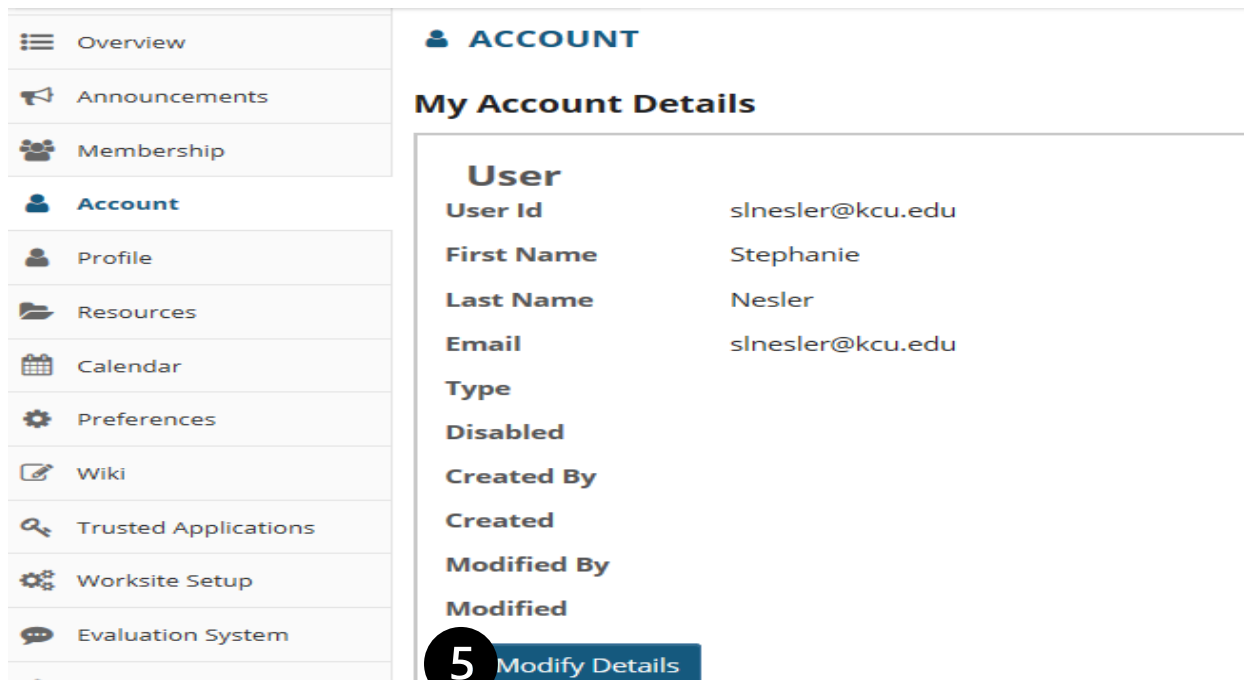 Overview
Announcements
Membership
Account
Profile
Resources
Calendar
Preferences
Wiki
Trusted Applications
Worksite Setup
Evaluation System
ACCOUNT
My Account Details
User
User Id slnesler@kcu.edu
First Name Stephanie
Last Name Nesler
Email slnesler@kcu.edu
Type
Disabled
Created By
Created
Modified By
Modified
5 Modify Details